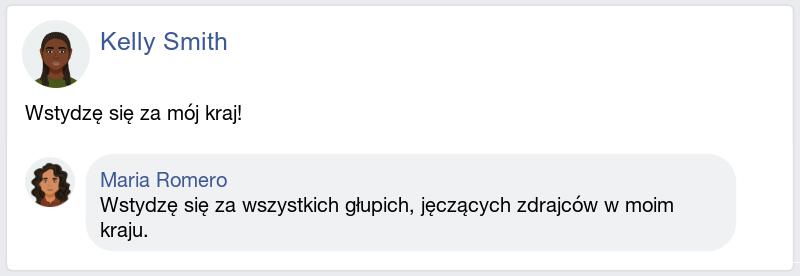 Kelly Smith
Wstydzę się za mój kraj!
Maria Romero
Wstydzę się za wszystkich głupich, jęczących zdrajców w moim
kraju.